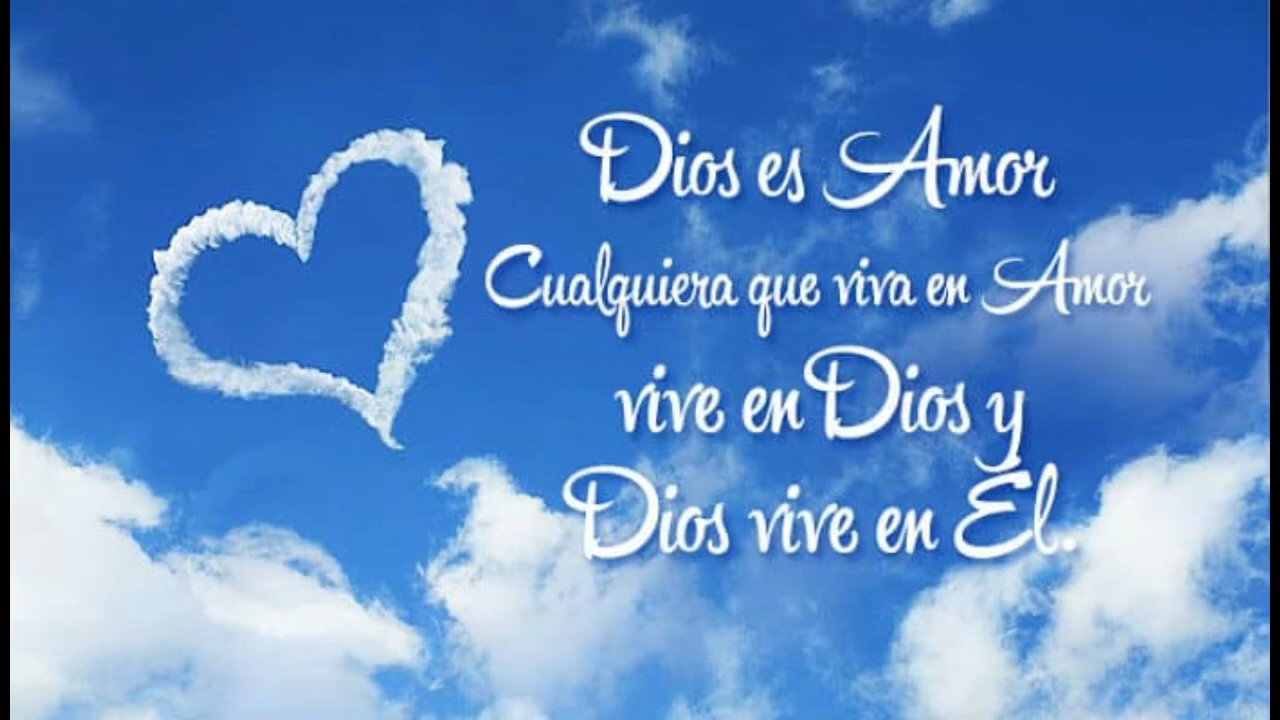 Dios es Amor
Cualquiera que viva en Amor
vive en Dios y
Dios vive en Él.